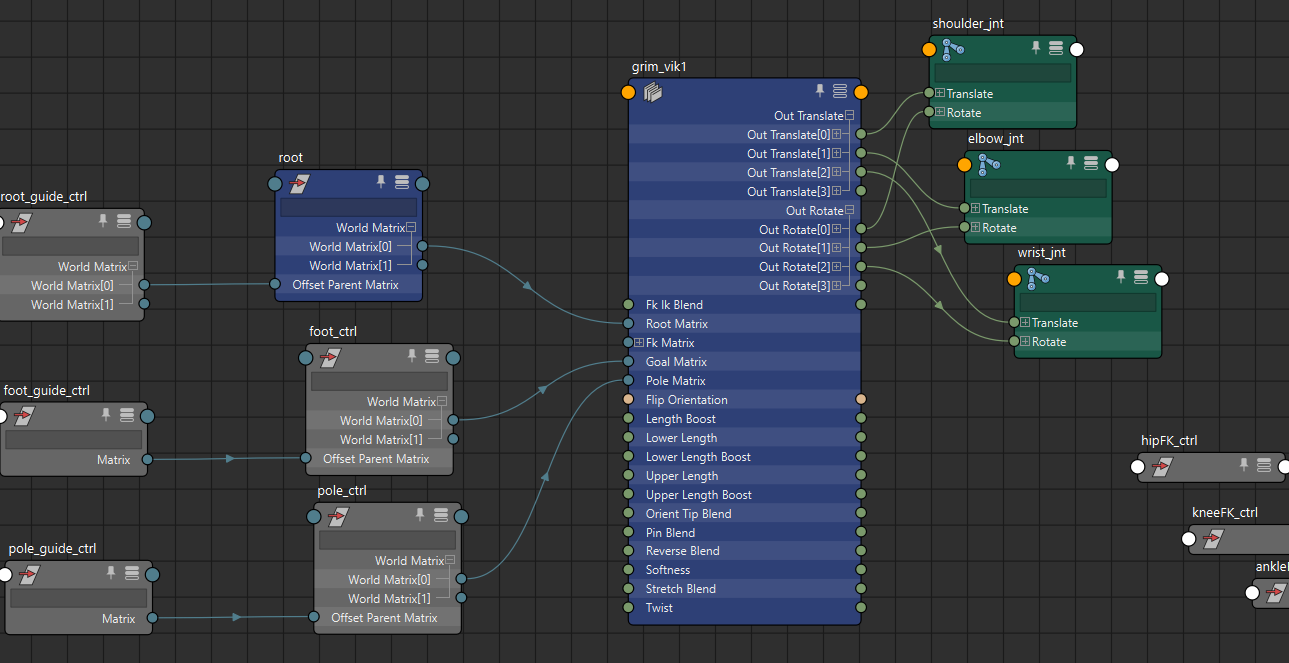 root_guide_ctrl
World Matrix
World Matrix[0]
World Matrix[1]
foot_guide_ctrl
Matrix
pole_guide_ctrl
Matrix
root
World Matrix
World Matrix[0]
World Matrix[1]
Offset Parent Matrix
foot_ctrl
World Matrix
World Matrix[0]
World Matrix[1]
Offset Parent Matrix
pole_ctrl
World Matrix
World Matrix[0]
World Matrix[1]
Offset Parent Matrix
grim_vik1
Out Translate
Out Translate[0]
Out Translate[1]
Out Translate[2]
Out Translate[3]
Out Rotate
Out Rotate[0]
Out Rotate[1]
Out Rotate[2]
Out Rotate[3]
Fk Ik Blend
Root Matrix
Fk Matrix
Goal Matrix
Pole Matrix
Flip Orientation
Length Boost
Lower Length
Lower Length Boost
Upper Length
Upper Length Boost
Orient Tip Blend
Pin Blend
Reverse Blend
Softness
Stretch Blend
Twist
shoulder_jnt
Translate
Rotate
elbow_jnt
Translate
Rotate
wrist_jnt
Translate
Rotate
hipFK_ctrl
kneeFK_ctrl